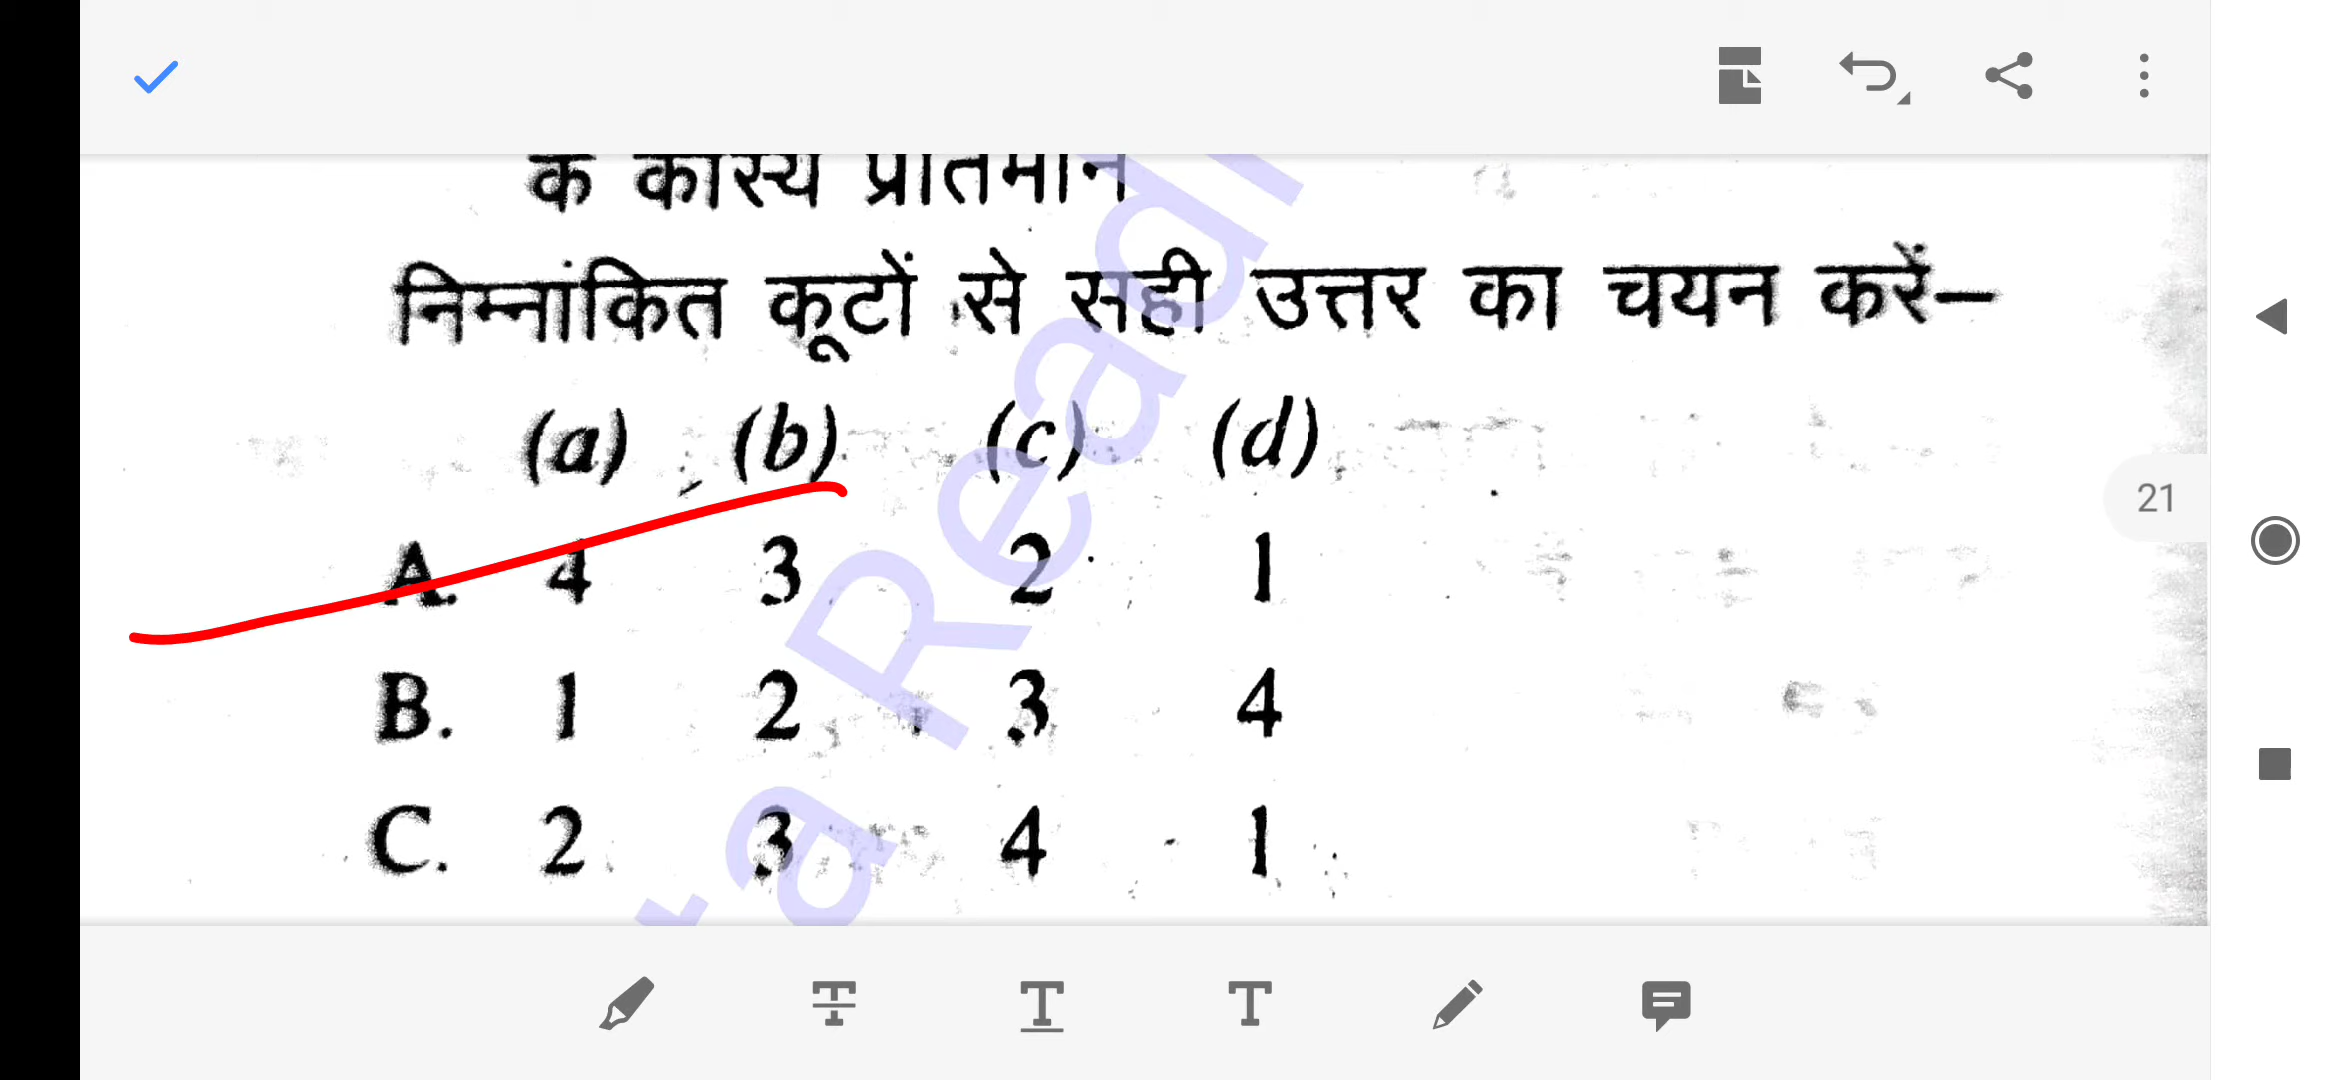 के कांस्य प्रतिमान
निम्नांकित कूटों से सही उत्तर का चयन करें–
(a) (b) (c) (d)
A. 4 3 2 1
21
B. 1 2 3 4
C. 2 3 4 1